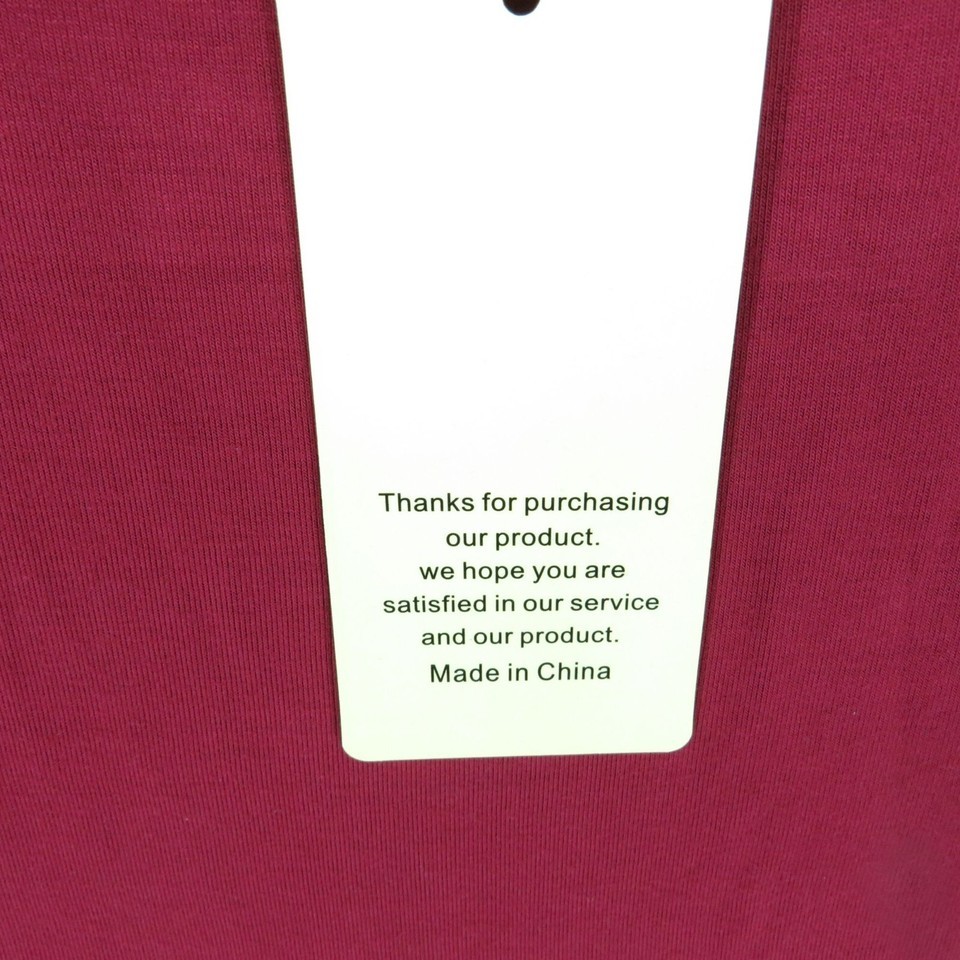 Thanks for purchasing
our product.
we hope you are
satisfied in our service
and our product.
Made in China